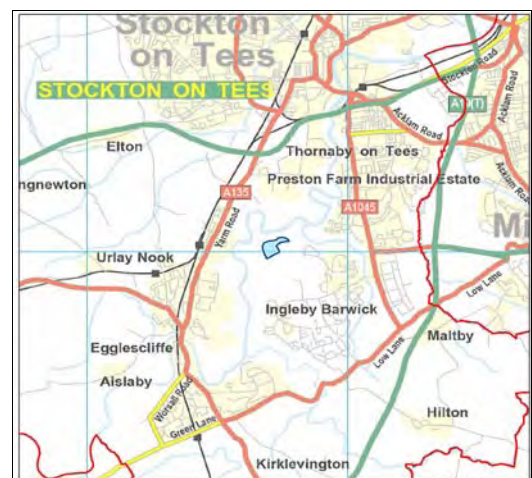 Stockton
on Tees
STOCKTON ON TEES
Stockton Road
Acklam Road
Elton
Thornaby on Tees
Acklam Road
ngnewton
Preston Farm Industrial Estate
Acklam Road
A135
A1045
Yarm Road
Mi
Urlay Nook
Low Lane
Ingleby Barwick
Egglescliffe
Maltby
Low Lane
Aislaby
Worsall Road
Hilton
Green Lane
Kirklevington